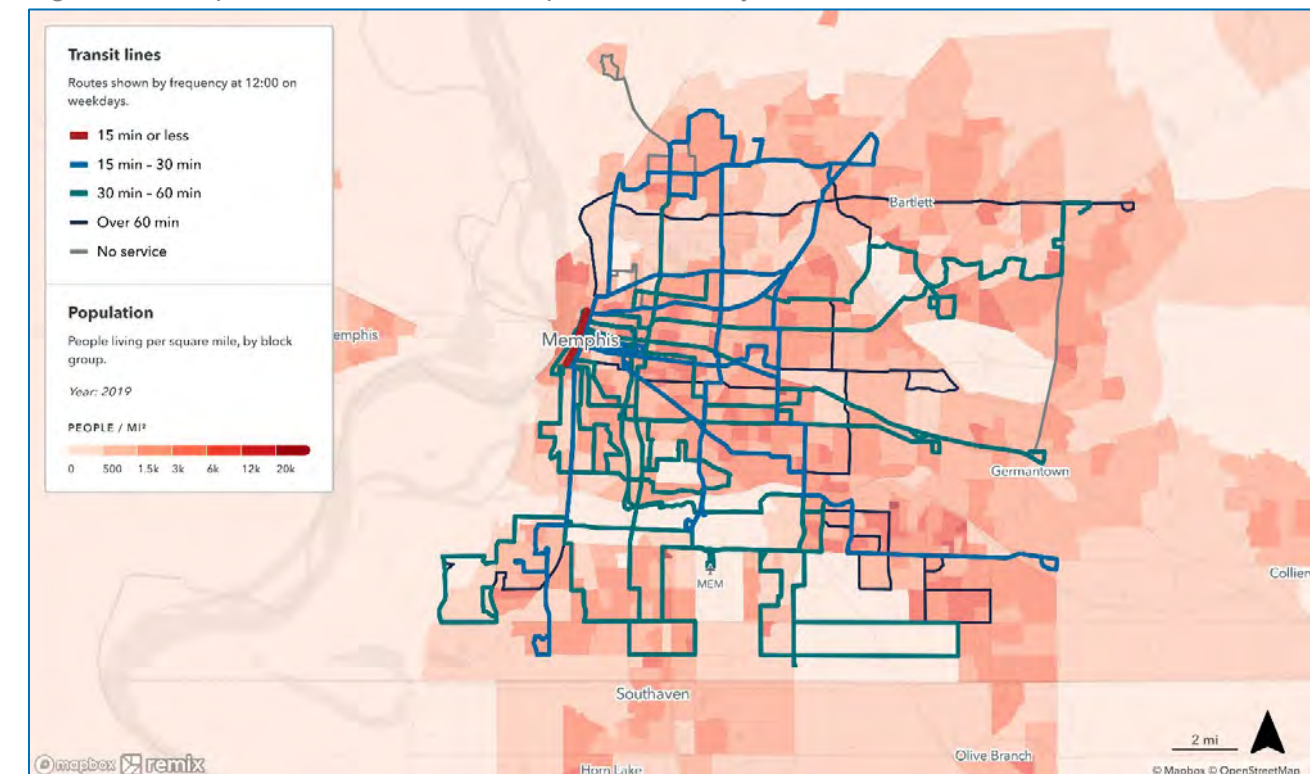 Transit lines
Routes shown by frequency at 12:00 on
weekdays.
15 min or less
15 min – 30 min
30 min – 60 min
Over 60 min
No service
Population
People living per square mile, by block
group.
Year: 2019
PEOPLE / MI²
0 500 1.5k 3k 6k 12k 20k
emphis
Memphis
Bartlett
Germantown
MEM
Collier
Southaven
Olive Branch
Horn Lake
2 mi
mapbox remix
© Mapbox © OpenStreetMap